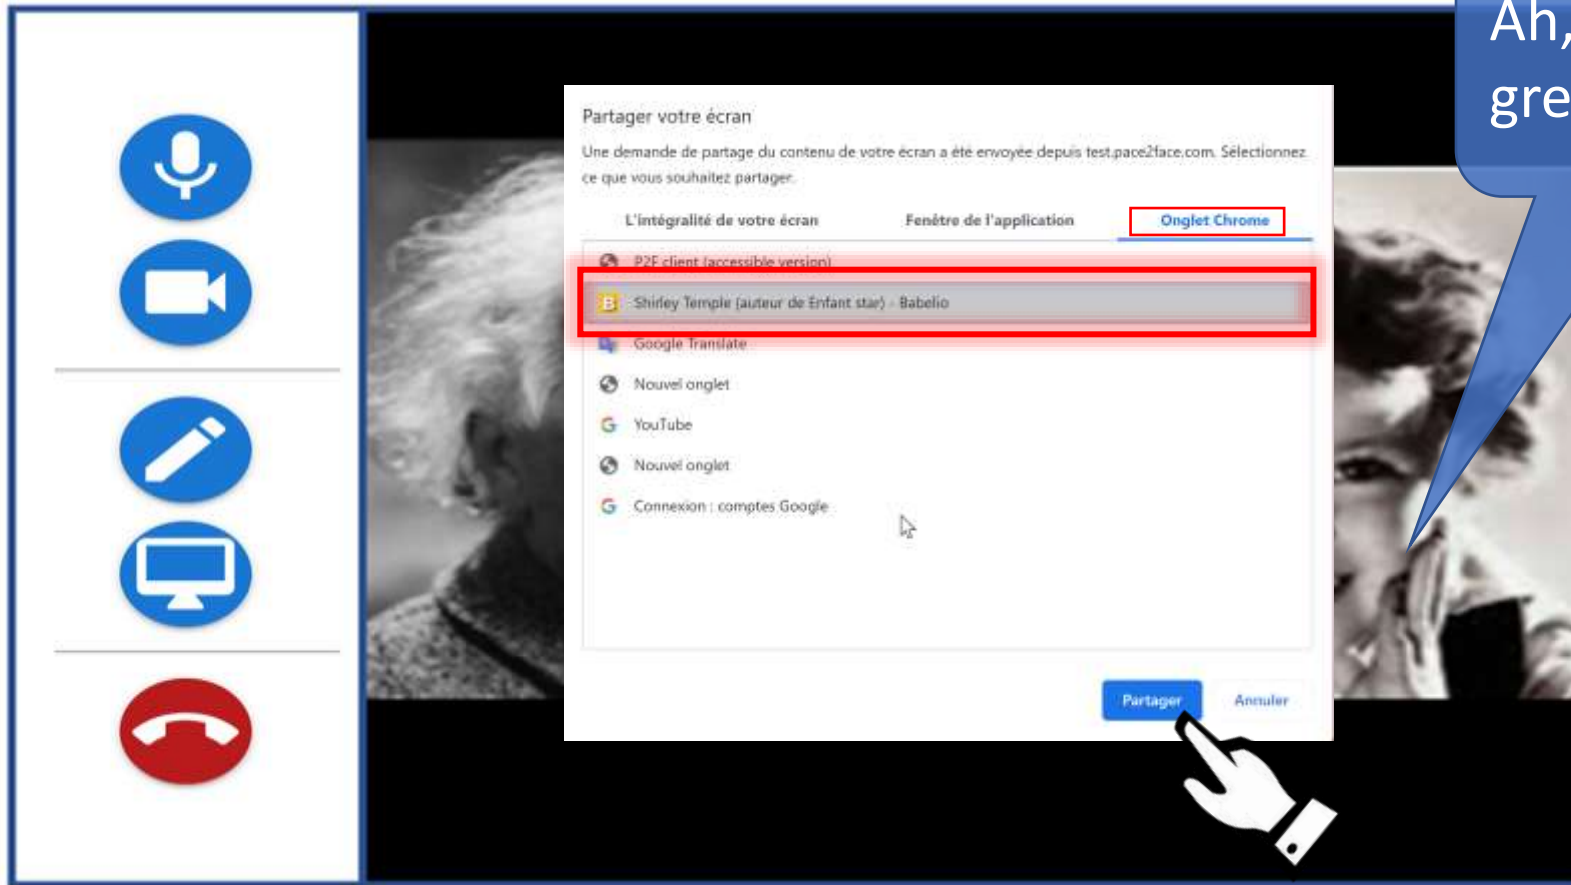 Ah,
gre
Partager votre écran
Une demande de partage du contenu de votre écran a été envoyée depuis test.pace2face.com. Sélectionnez
ce que vous souhaitez partager.
L'intégralité de votre écran Fenêtre de l'application Onglet Chrome
P2F client (accessible version)
B Shirley Temple (auteur de Enfant star) - Babelio
Google Translate
Nouvel onglet
G YouTube
Nouvel onglet
G Connexion : comptes Google
Partager Annuler